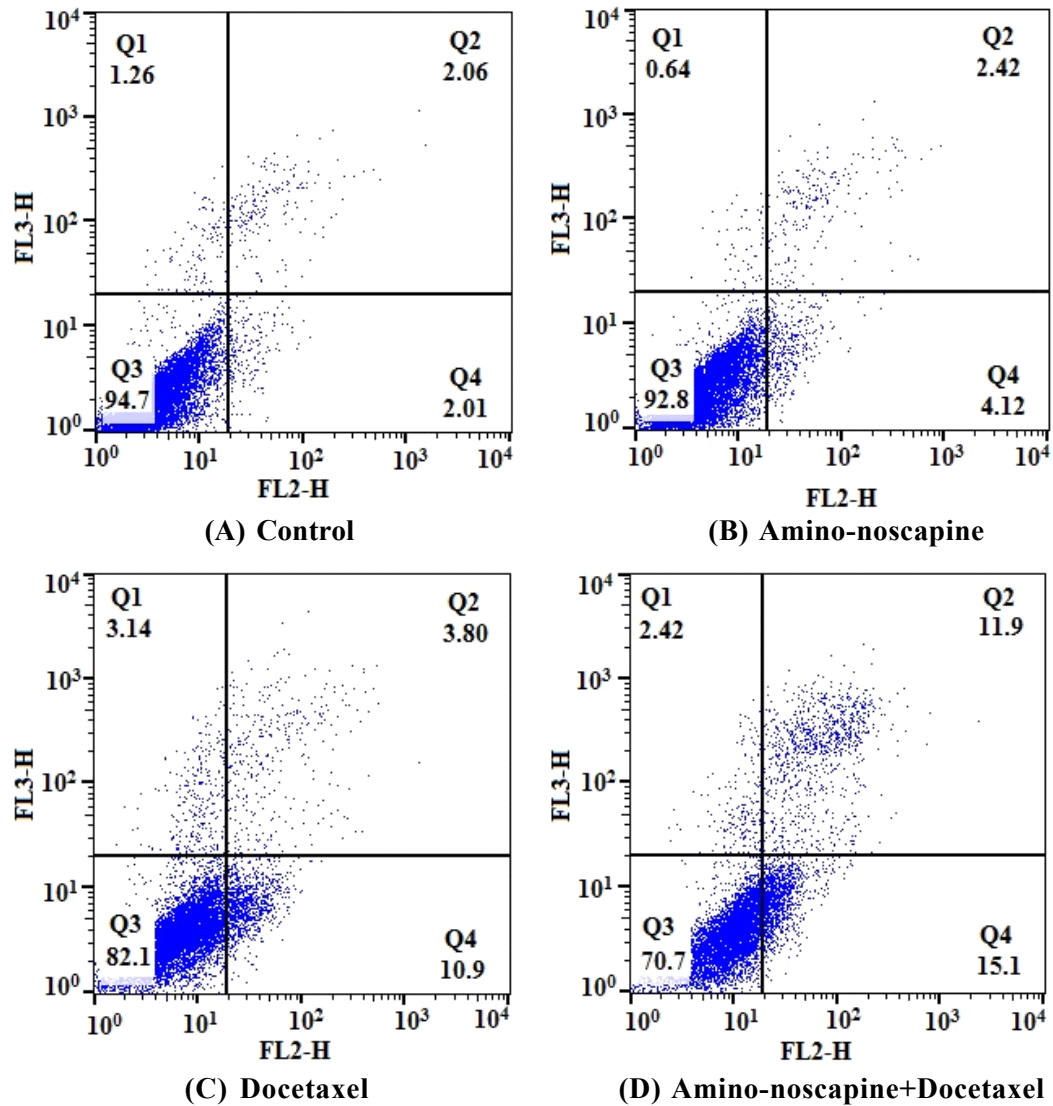 10⁴
Q1
1.26
Q2
2.06
10³
FL3-H
10²
10¹
Q3
94.7
Q4
2.01
10⁰
10⁰ 10¹ 10² 10³ 10⁴
FL2-H
(A) Control
10⁴
Q1
0.64
Q2
2.42
10³
FL3-H
10²
10¹
Q3
92.8
Q4
4.12
10⁰
10⁰ 10¹ 10² 10³ 10⁴
FL2-H
(B) Amino-noscapine
10⁴
Q1
3.14
Q2
3.80
10³
FL3-H
10²
10¹
Q3
82.1
Q4
10.9
10⁰
10⁰ 10¹ 10² 10³ 10⁴
FL2-H
(C) Docetaxel
10⁴
Q1
2.42
Q2
11.9
10³
FL3-H
10²
10¹
Q3
70.7
Q4
15.1
10⁰
10⁰ 10¹ 10² 10³ 10⁴
FL2-H
(D) Amino-noscapine+Docetaxel